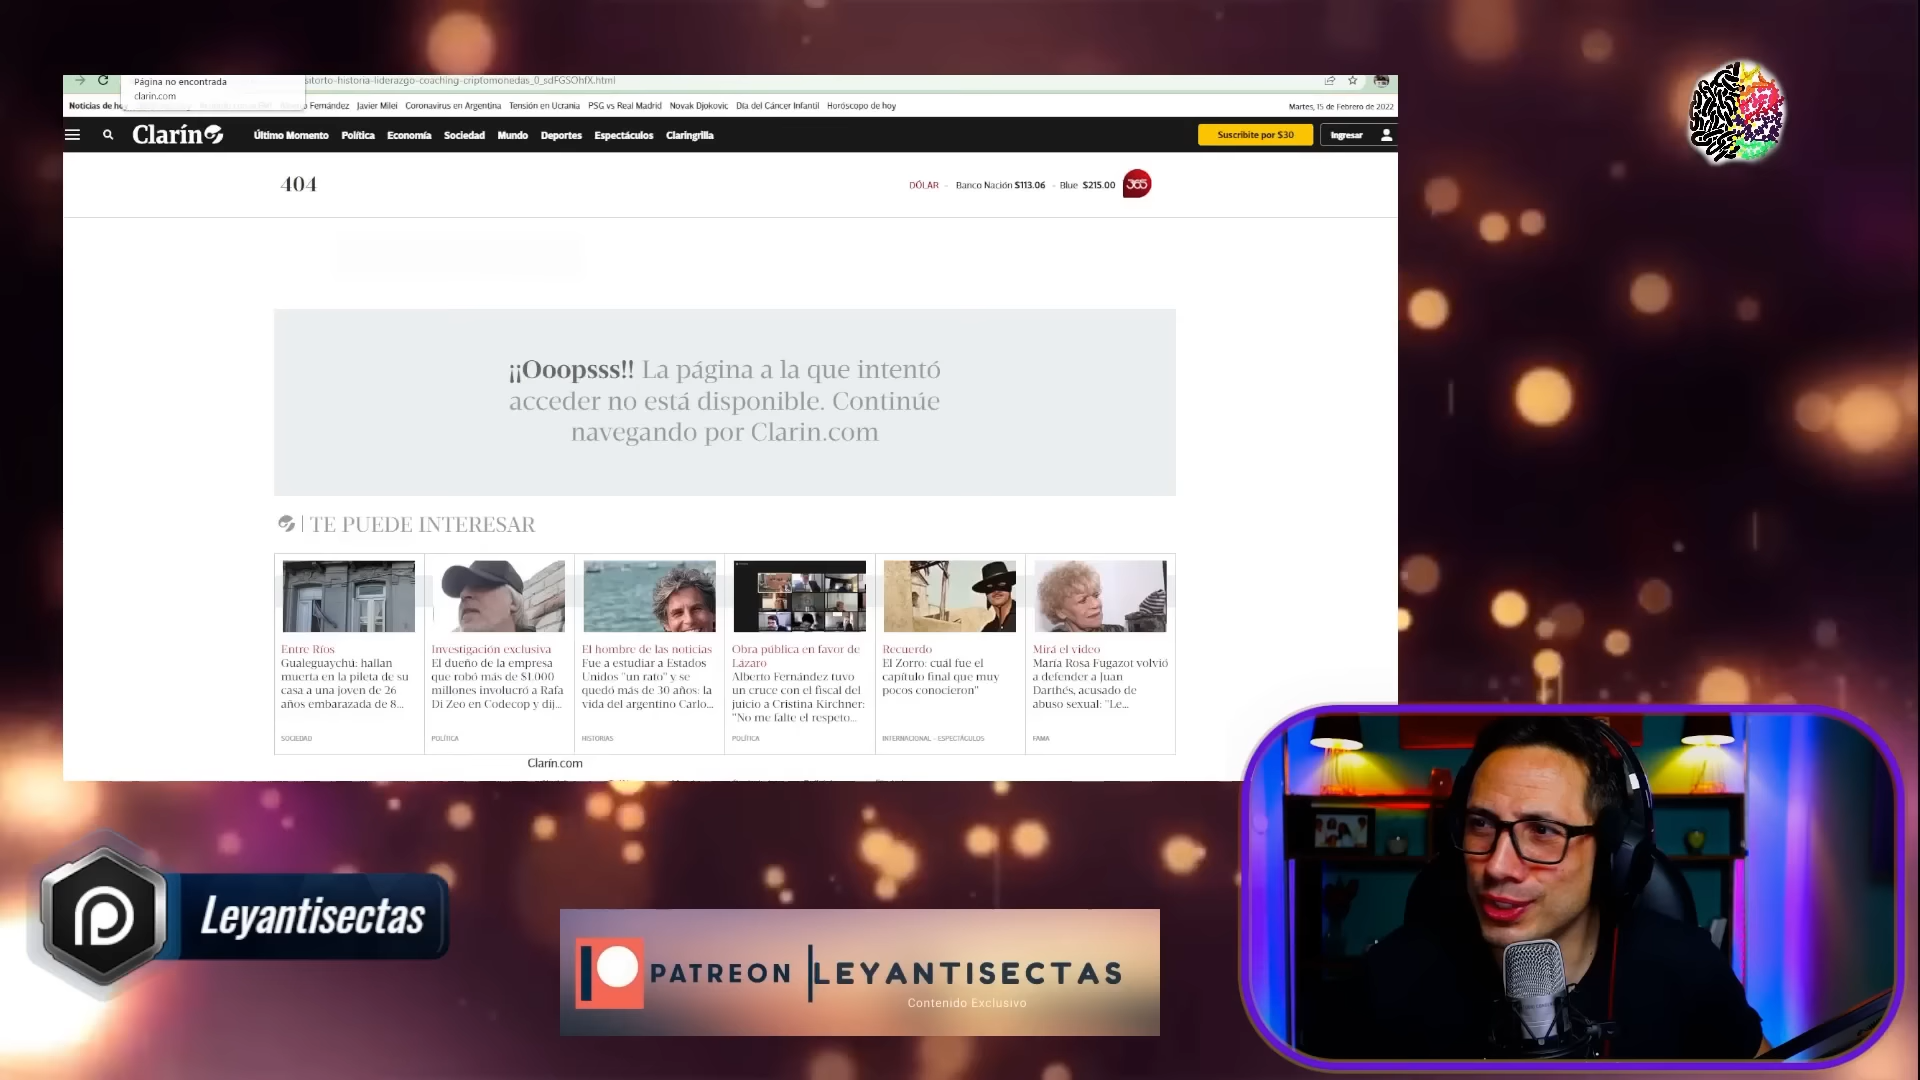 Página no encontrada
clarin.com
sitorto-historia-liderazgo-coaching-criptomonedas_0_sdFGSOhfX.html
Noticias de hoy Fernández Javier Milei Coronavirus en Argentina Tensión en Ucrania PSG vs Real Madrid Novak Djokovic Día del Cáncer Infantil Horóscopo de hoy
Martes, 15 de Febrero de 2022
Clarín
Último Momento Política Economía Sociedad Mundo Deportes Espectáculos Claringrilla
Suscribite por $30
Ingresar
404
DÓLAR - Banco Nación $113.06 - Blue $215.00
365
¡¡Ooopsss!! La página a la que intentó
acceder no está disponible. Continúe
navegando por Clarin.com
| TE PUEDE INTERESAR
Entre Ríos
Gualeguaychú: hallan
muerta en la pileta de su
casa a una joven de 26
años embarazada de 8...
SOCIEDAD
Investigación exclusiva
El dueño de la empresa
que robó más de $1.000
millones involucró a Rafa
Di Zeo en Codecop y dij...
POLÍTICA
El hombre de las noticias
Fue a estudiar a Estados
Unidos "un rato" y se
quedó más de 30 años: la
vida del argentino Carlo...
HISTORIAS
Obra pública en favor de
Lázaro
Alberto Fernández tuvo
un cruce con el fiscal del
juicio a Cristina Kirchner:
"No me falte el respeto...
POLÍTICA
Recuerdo
El Zorro: cuál fue el
capítulo final que muy
pocos conocieron"
INTERNACIONAL - ESPECTÁCULOS
Mirá el video
María Rosa Fugazot volvió
a defender a Juan
Darthés, acusado de
abuso sexual: "Le...
FAMA
Clarín.com
Leyantisectas
PATREON | LEYANTISECTAS
Contenido Exclusivo